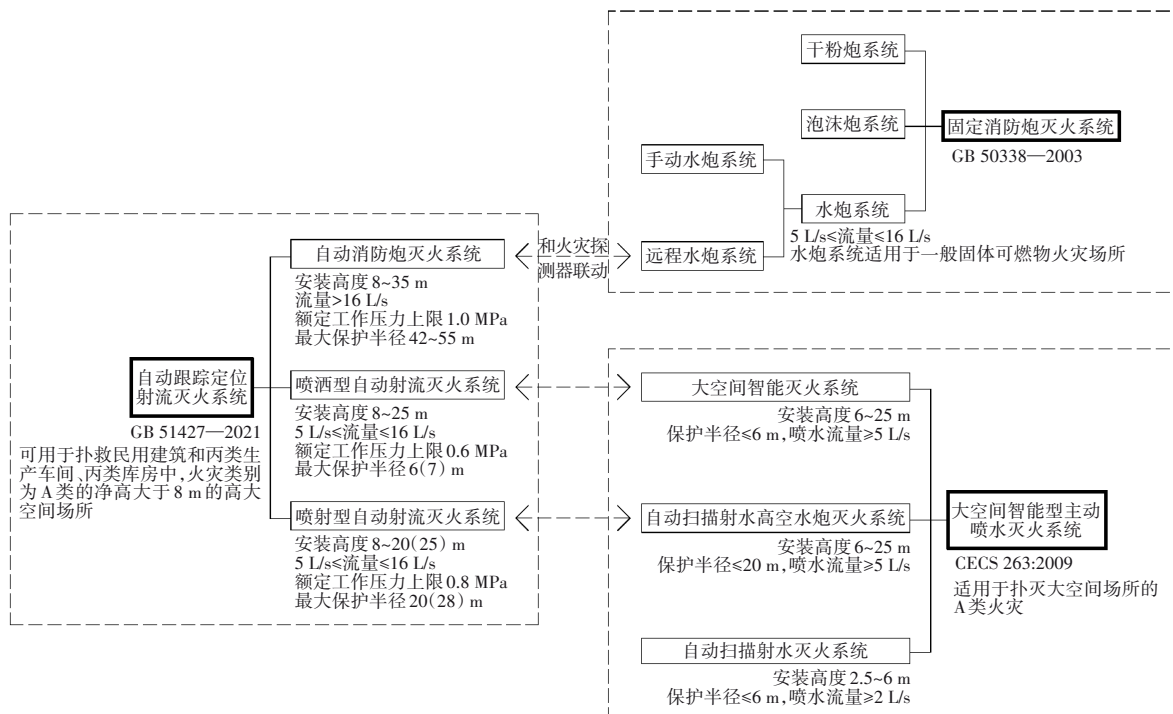 干粉炮系统
泡沫炮系统
固定消防炮灭火系统
GB 50338—2003
手动水炮系统
水炮系统
5 L/s≤流量≤16 L/s
水炮系统适用于一般固体可燃物火灾场所
远程水炮系统
和火灾探
测器联动
自动消防炮灭火系统
安装高度 8~35 m
流量>16 L/s
额定工作压力上限 1.0 MPa
最大保护半径 42~55 m
自动跟踪定位
射流灭火系统
GB 51427—2021
可用于扑救民用建筑和丙类生
产车间、丙类库房中,火灾类别
为 A 类的净高大于 8 m 的高大
空间场所
喷洒型自动射流灭火系统
安装高度 8~25 m
5 L/s≤流量≤16 L/s
额定工作压力上限 0.6 MPa
最大保护半径 6(7) m
喷射型自动射流灭火系统
安装高度 8~20(25) m
5 L/s≤流量≤16 L/s
额定工作压力上限 0.8 MPa
最大保护半径 20(28) m
大空间智能灭火系统
安装高度 6~25 m
保护半径≤6 m,喷水流量≥5 L/s
自动扫描射水高空水炮灭火系统
安装高度 6~25 m
保护半径≤20 m,喷水流量≥5 L/s
大空间智能型主动
喷水灭火系统
CECS 263:2009
适用于扑灭大空间场所的
A 类火灾
自动扫描射水灭火系统
安装高度 2.5~6 m
保护半径≤6 m,喷水流量≥2 L/s